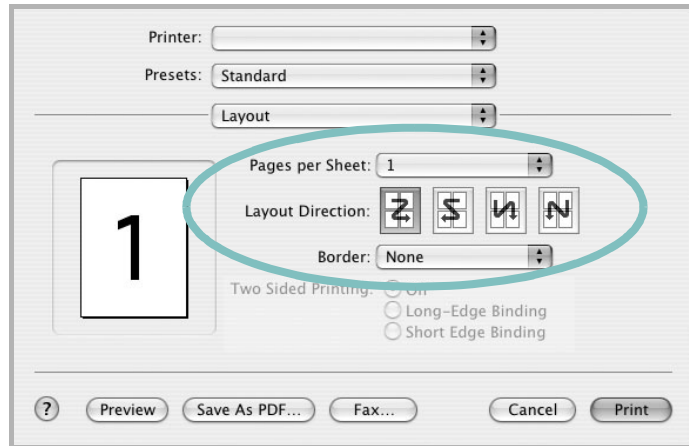 Printer:
Presets: Standard
Layout
Pages per Sheet: 1
1
Layout Direction:
Border: None
Two Sided Printing: Off
Long-Edge Binding
Short Edge Binding
? Preview Save As PDF... Fax... Cancel Print